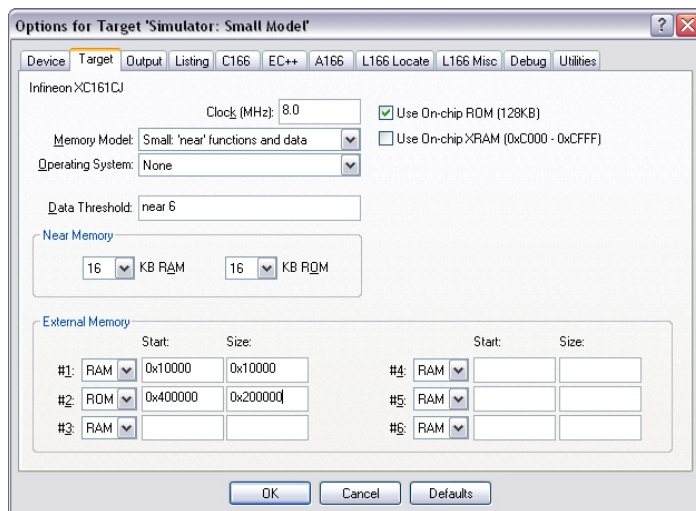 Options for Target 'Simulator: Small Model'
Device Target Output Listing C166 EC++ A166 L166 Locate L166 Misc Debug Utilities
Infineon XC161CJ
Clock (MHz): 8.0
Use On-chip ROM (128KB)
Memory Model: Small: 'near' functions and data
Use On-chip XRAM (0xC000 - 0xCFFF)
Operating System: None
Data Threshold: near 6
Near Memory
16 KB RAM 16 KB ROM
External Memory
Start: Size: Start: Size:
#1: RAM 0x10000 0x10000 #4: RAM
#2: ROM 0x400000 0x200000 #5: RAM
#3: RAM #6: RAM
OK Cancel Defaults